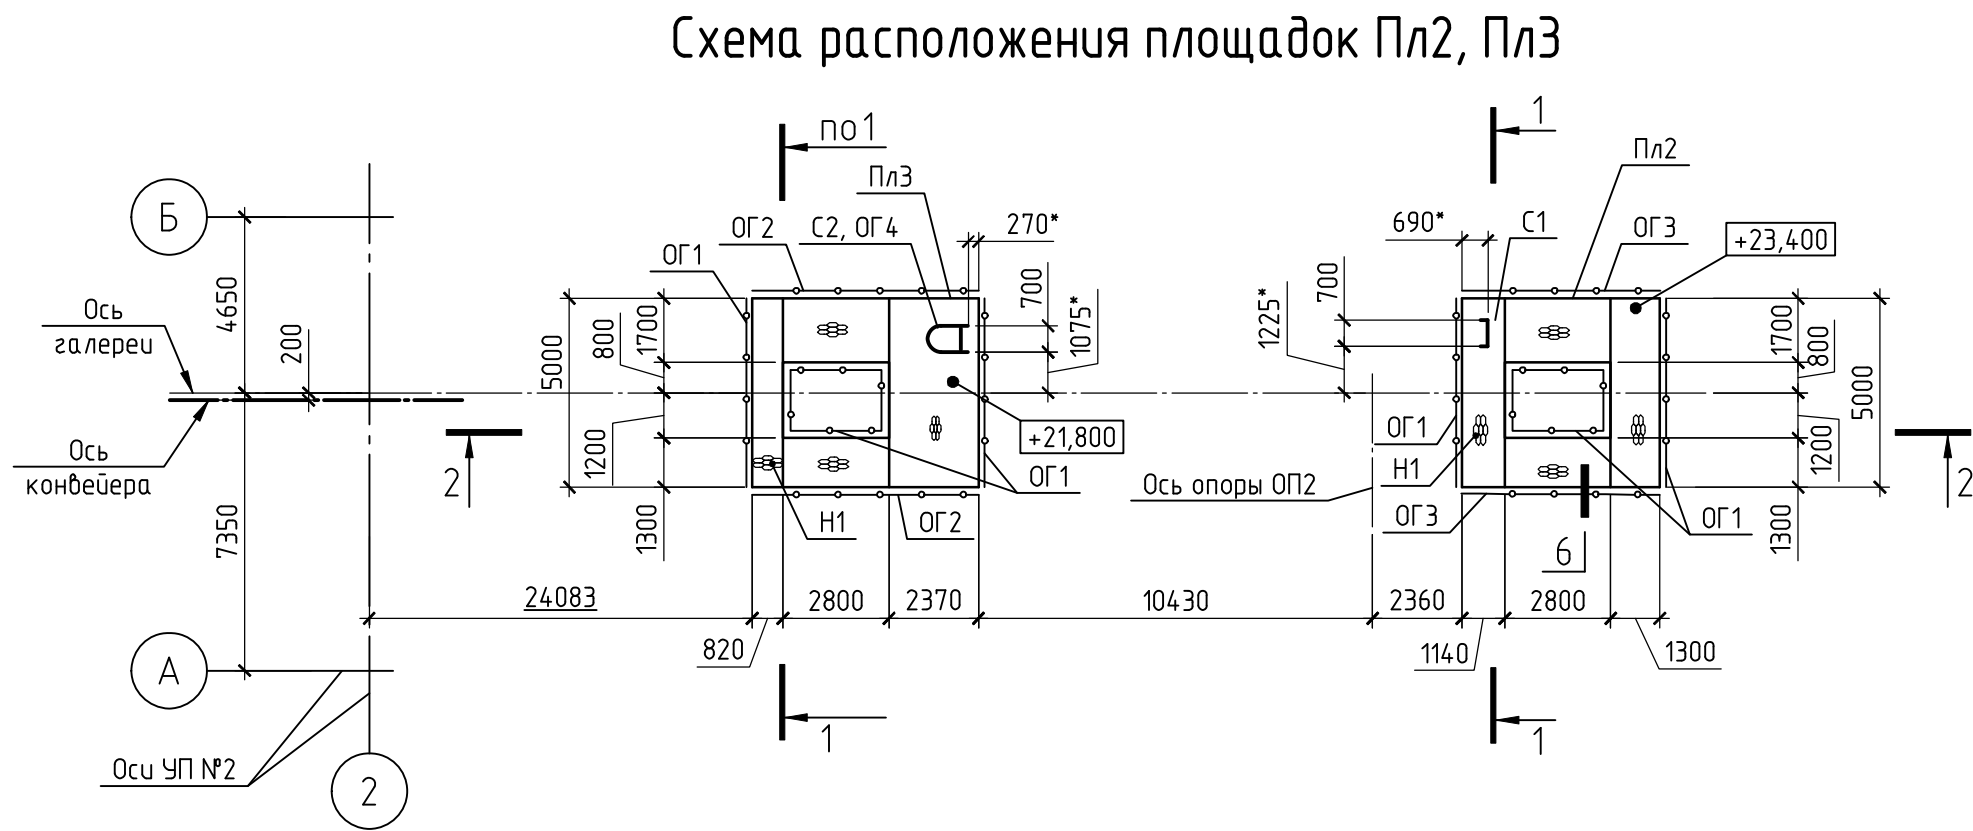 Схема расположения площадок Пл2, Пл3
по1
1
Пл3
Пл2
Б
ОГ2
С2, ОГ4
270*
690*
С1
ОГ3
+23,400
ОГ1
4650
Ось
галереи
200
5000
800
1700
700
1075*
1225*
700
1700
800
5000
Ось
конвейера
2
1200
1300
+21,800
ОГ1
Н1
ОГ2
Ось опоры ОП2
ОГ1
Н1
ОГ3
6
ОГ1
1200
1300
2
7350
24083
2800
2370
10430
2360
2800
820
1140
1300
А
1
1
Оси УП №2
2